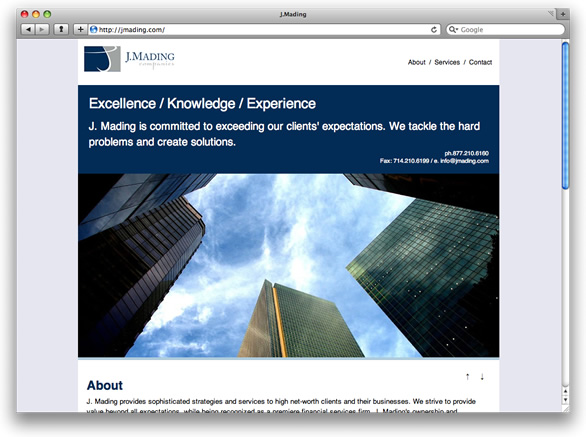 J.Mading
http://jmading.com/
Google
J.MADING
companies
About / Services / Contact
Excellence / Knowledge / Experience
J. Mading is committed to exceeding our clients' expectations. We tackle the hard
problems and create solutions.
ph.877.210.6160
Fax: 714.210.6199 / e. info@jmading.com
About
J. Mading provides sophisticated strategies and services to high net-worth clients and their businesses. We strive to provide
value beyond all expectations, while being recognized as a premiere financial services firm. J. Mading's ownership and